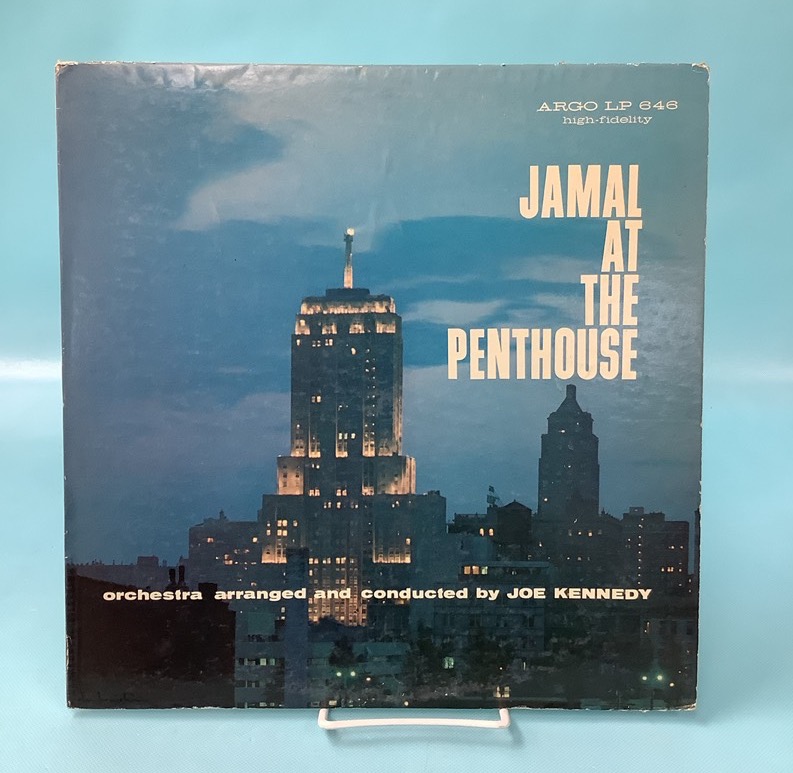 ARGO LP 646
high-fidelity
JAMAL
AT
THE
PENTHOUSE
orchestra arranged and conducted by JOE KENNEDY